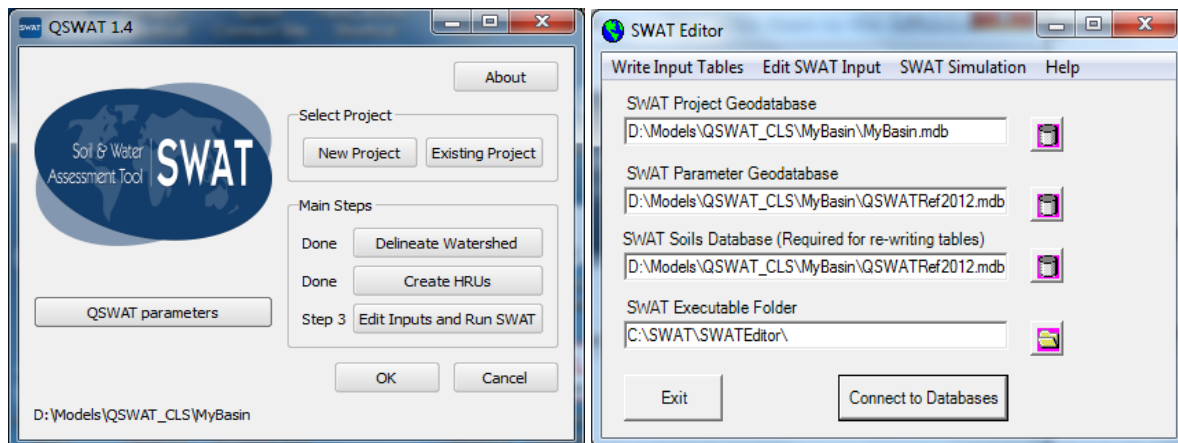 SWAT QSWAT 1.4
About
Soil & Water
Assessment Tool SWAT
Select Project
New Project Existing Project
Main Steps
Done Delineate Watershed
Done Create HRUs
QSWAT parameters
Step 3 Edit Inputs and Run SWAT
OK Cancel
D:\Models\QSWAT_CLS\MyBasin
SWAT Editor
Write Input Tables Edit SWAT Input SWAT Simulation Help
SWAT Project Geodatabase
D:\Models\QSWAT_CLS\MyBasin\MyBasin.mdb
SWAT Parameter Geodatabase
D:\Models\QSWAT_CLS\MyBasin\QSWATRef2012.mdb
SWAT Soils Database (Required for re-writing tables)
D:\Models\QSWAT_CLS\MyBasin\QSWATRef2012.mdb
SWAT Executable Folder
C:\SWAT\SWATEditor\
Exit Connect to Databases